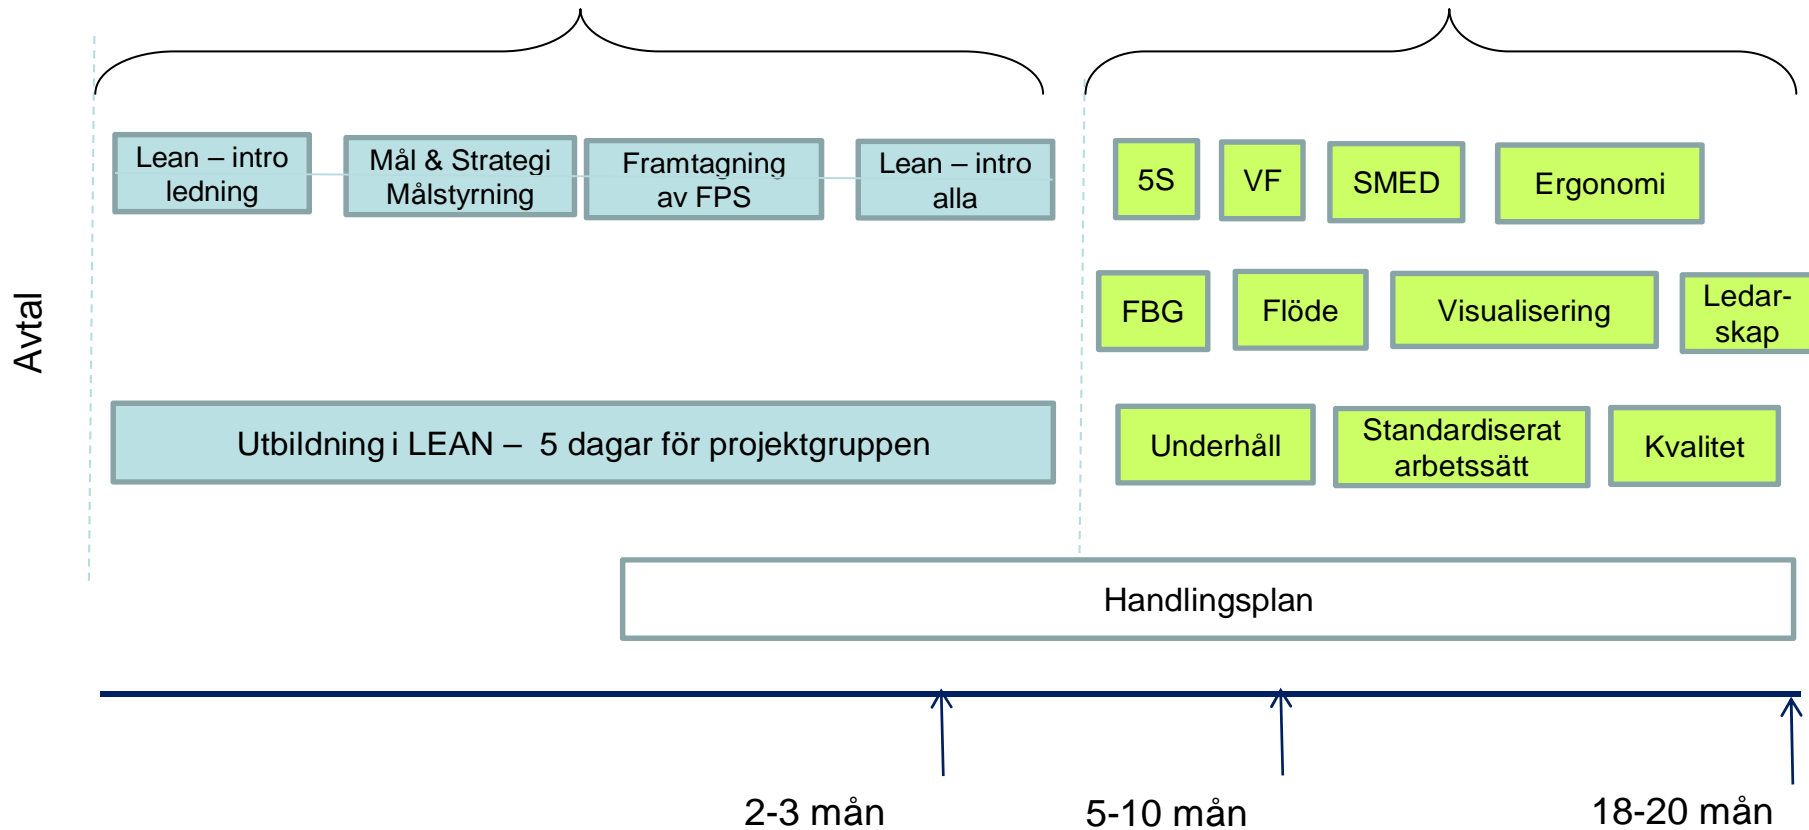 Avtal
Lean – intro
ledning
Mål & Strategi
Målstyrning
Framtagning
av FPS
Lean – intro
alla
5S
VF
SMED
Ergonomi
FBG
Flöde
Visualisering
Ledar-
skap
Utbildning i LEAN – 5 dagar för projektgruppen
Underhåll
Standardiserat
arbetssätt
Kvalitet
Handlingsplan
2-3 mån
5-10 mån
18-20 mån